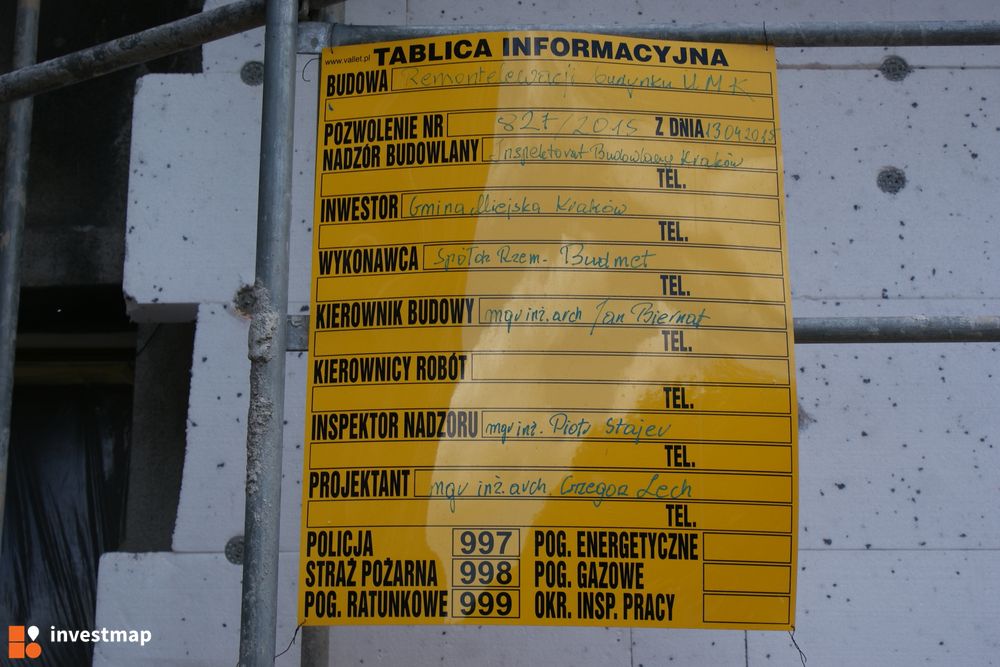 www.vallet.pl TABLICA INFORMACYJNA
BUDOWA Remont elewacji budynku U.M.K
POZWOLENIE NR 827/2015 Z DNIA 13.04.2015
NADZÓR BUDOWLANY Inspektorat Budowlany Kraków
TEL.
INWESTOR Gmina Miejska Kraków
TEL.
WYKONAWCA Spółdz Rzem. Budmet
TEL.
KIEROWNIK BUDOWY mgr inż. arch Jan Biernat
TEL.
KIEROWNICY ROBÓT
TEL.
INSPEKTOR NADZORU mgr inż. Piotr
TEL.
PROJEKTANT mgr inż. arch Grzegorz Lech
TEL.
POLICJA 997 POG. ENERGETYCZNE
STRAŻ POŻARNA 998 POG. GAZOWE
POG. RATUNKOWE 999 OKR. INSP. PRACY
investmap